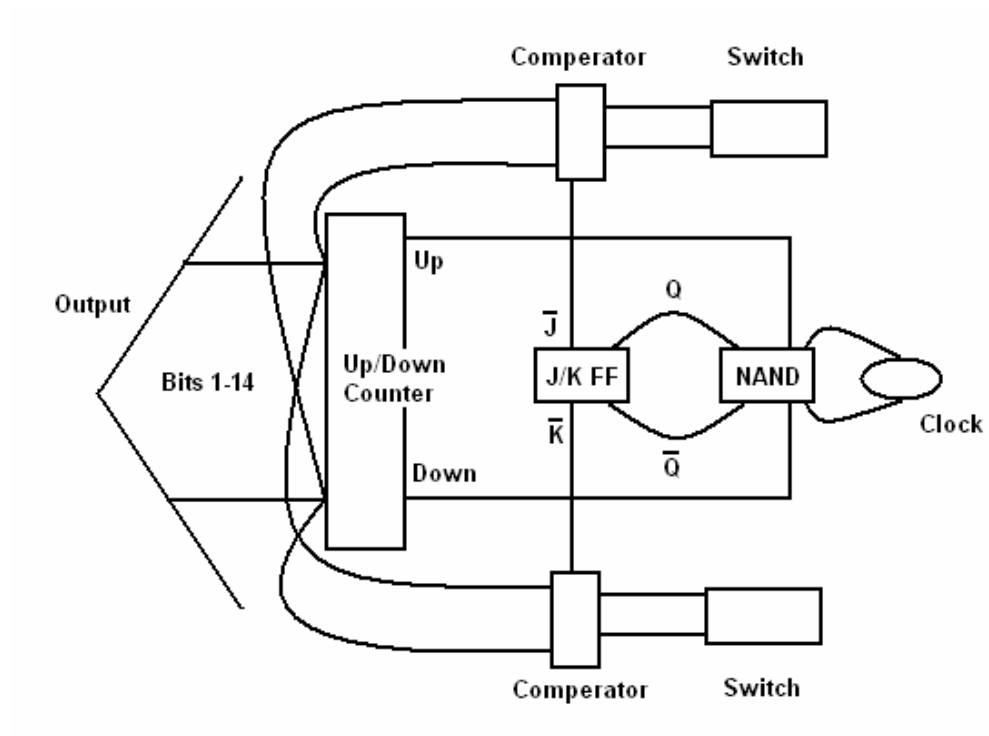 Comperator
Switch
Up
Output
Q
J̅
Bits 1-14
Up/Down
Counter
J/K FF
NAND
Clock
K̅
Q̅
Down
Comperator
Switch